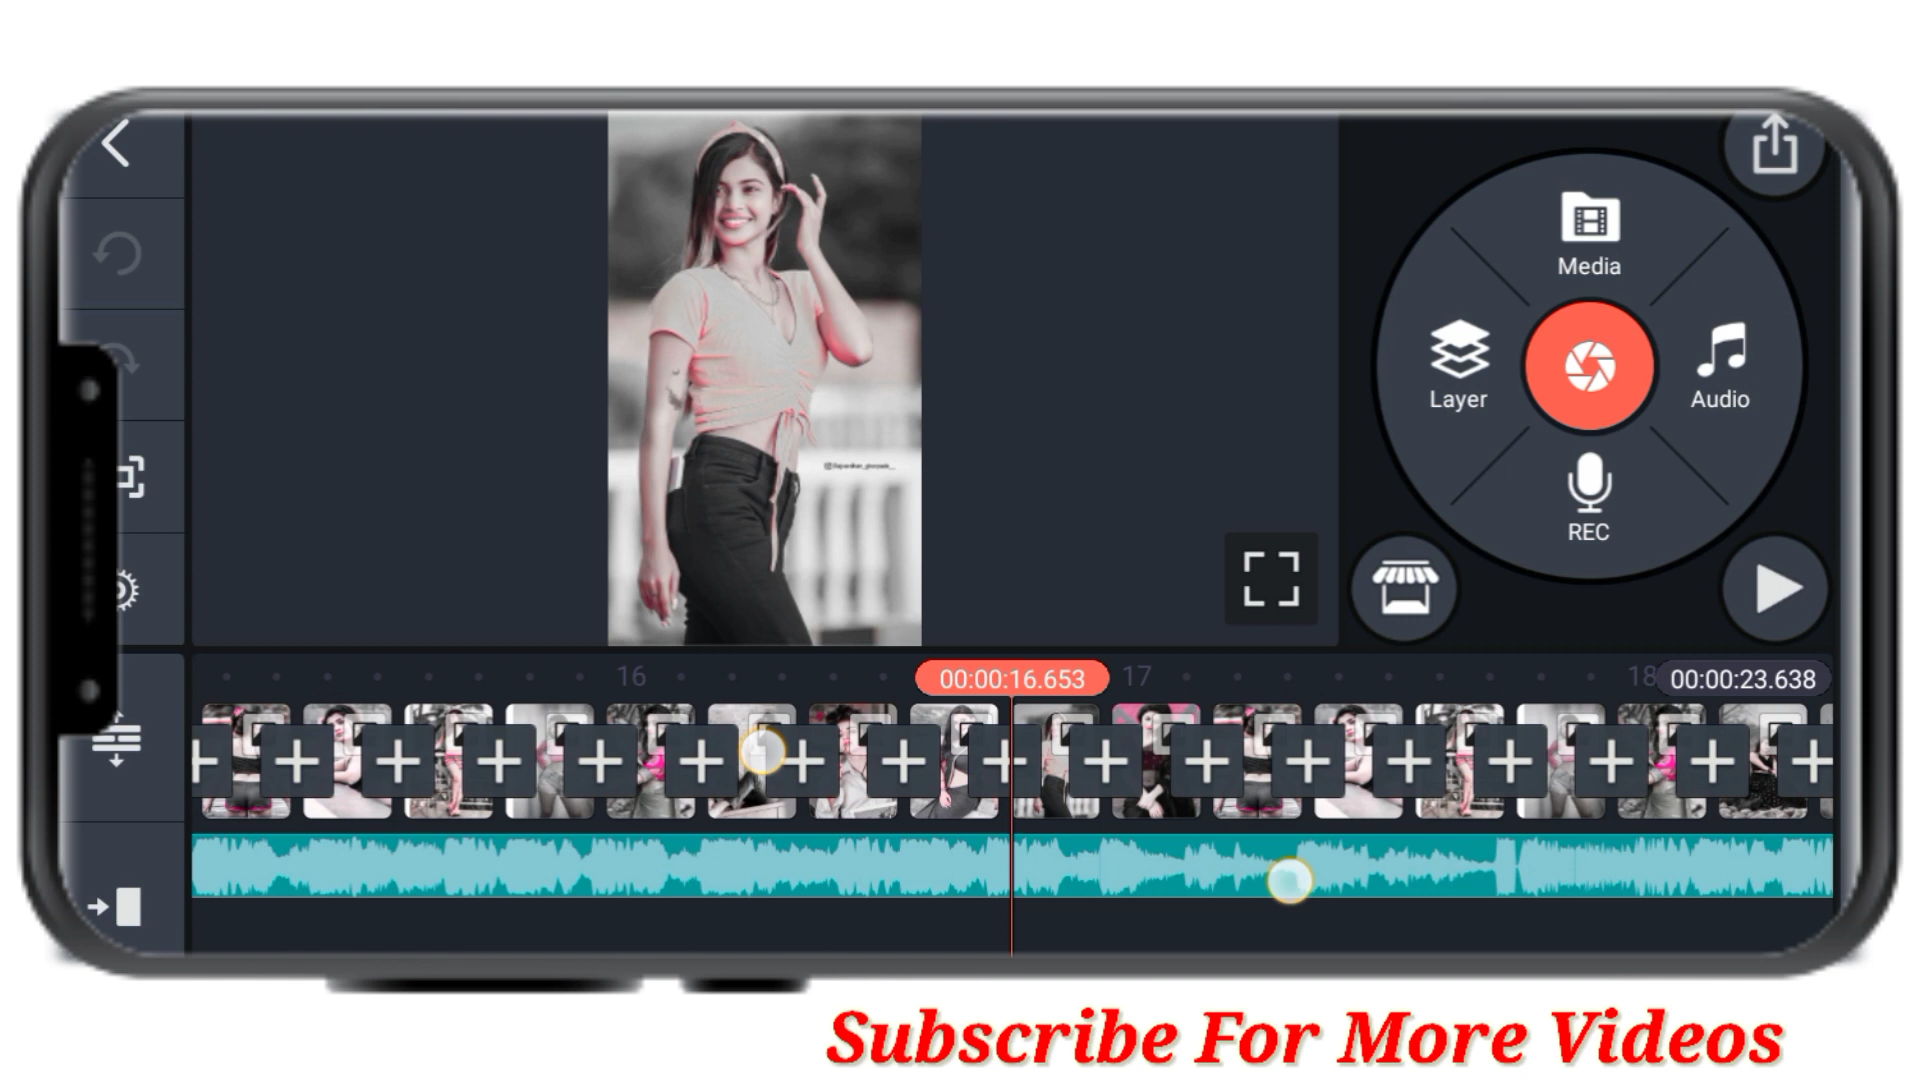 Media
Layer
Audio
REC
16
00:00:16.653
17
18
00:00:23.638
Subscribe For More Videos